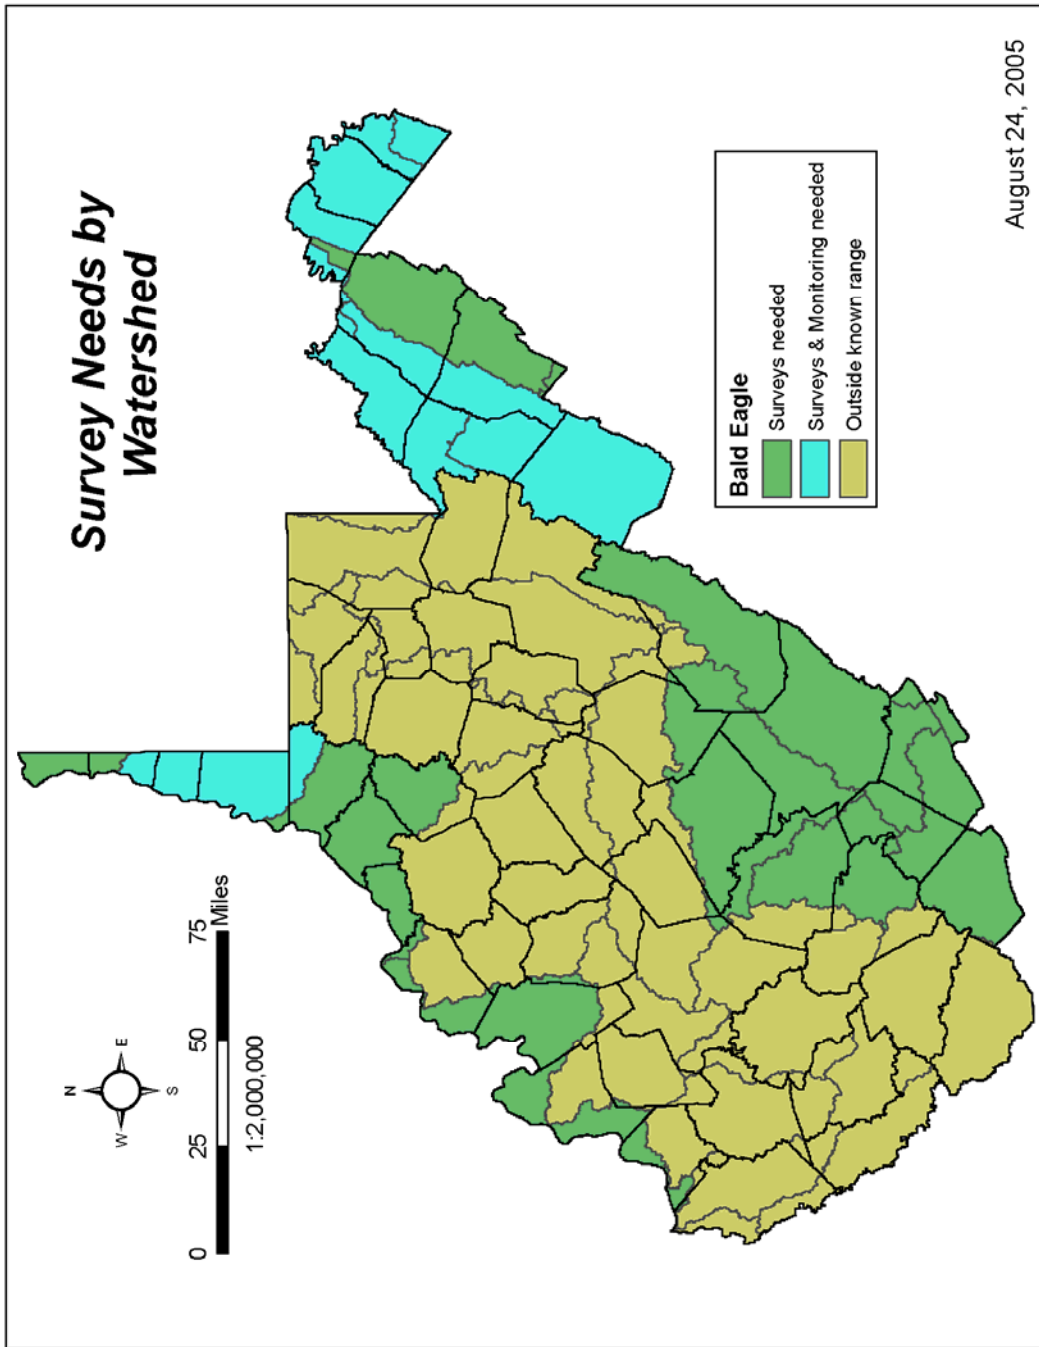 Survey Needs by
Watershed
N
W
E
S
0
25
50
75
Miles
1:2,000,000
Bald Eagle
Surveys needed
Surveys & Monitoring needed
Outside known range
August 24, 2005